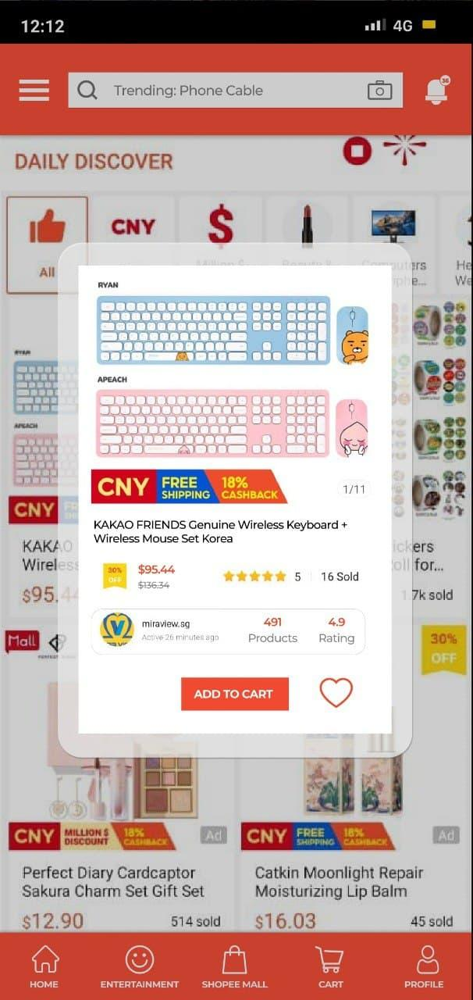 12:12
4G
Trending: Phone Cable
36
DAILY DISCOVER
All
CNY
Million $
Beauty &
Computers
RYAN
APEACH
CNY
FREE
SHIPPING
18%
CASHBACK
1/11
KAKAO FRIENDS Genuine Wireless Keyboard +
Wireless Mouse Set Korea
30%
OFF
$95.44
$136.34
5
16 Sold
miraview.sg
Active 26 minutes ago
491
Products
4.9
Rating
ADD TO CART
RYAN
APEACH
CNY
KAKAO
Wireless
$95.44
ickers
oll for...
1.7k sold
Mall
30%
OFF
CNY
MILLION $
DISCOUNT
18%
CASHBACK
Ad
CNY
FREE
SHIPPING
18%
CASHBACK
Ad
Perfect Diary Cardcaptor
Sakura Charm Set Gift Set
$12.90
514 sold
Catkin Moonlight Repair
Moisturizing Lip Balm
$16.03
45 sold
HOME
ENTERTAINMENT
SHOPEE MALL
CART
PROFILE